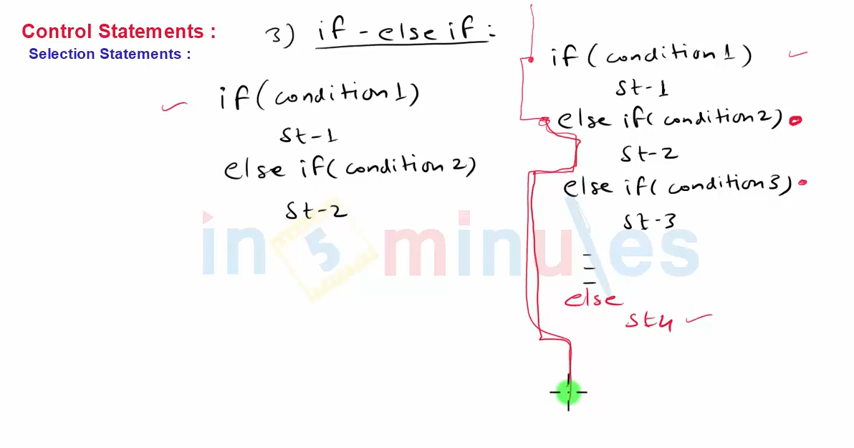 Control Statements :
Selection Statements :
3) if - else if :
if (condition 1)
st-1
else if (condition 2)
st-2
if (condition 1)
st-1
else if (condition 2)
st-2
else if (condition 3)
st-3
else
st4
in 5 minutes